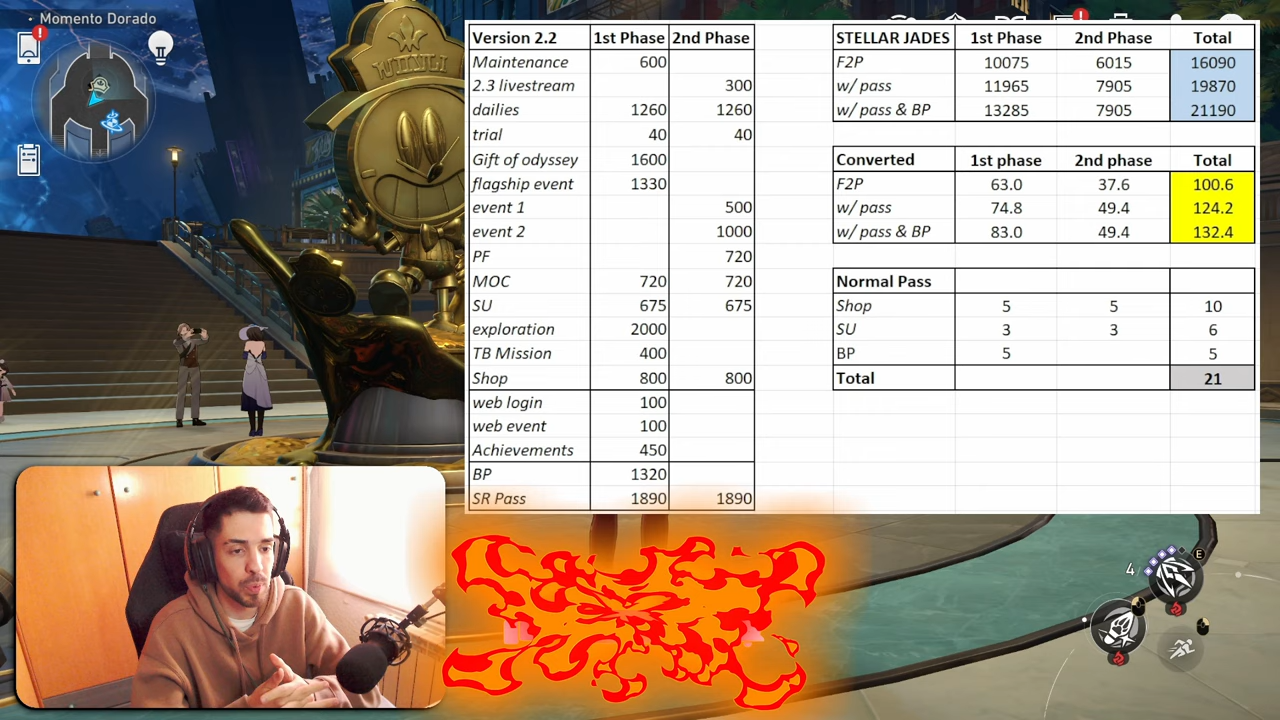 Momento Dorado
Version 2.2 1st Phase 2nd Phase
Maintenance 600
2.3 livestream 300
dailies 1260 1260
trial 40 40
Gift of odyssey 1600
flagship event 1330
event 1 500
event 2 1000
PF 720
MOC 720 720
SU 675 675
exploration 2000
TB Mission 400
Shop 800 800
web login 100
web event 100
Achievements 450
BP 1320
SR Pass 1890 1890
STELLAR JADES 1st Phase 2nd Phase Total
F2P 10075 6015 16090
w/ pass 11965 7905 19870
w/ pass & BP 13285 7905 21190
Converted 1st phase 2nd phase Total
F2P 63.0 37.6 100.6
w/ pass 74.8 49.4 124.2
w/ pass & BP 83.0 49.4 132.4
Normal Pass
Shop 5 5 10
SU 3 3 6
BP 5 5
Total 21
E
4